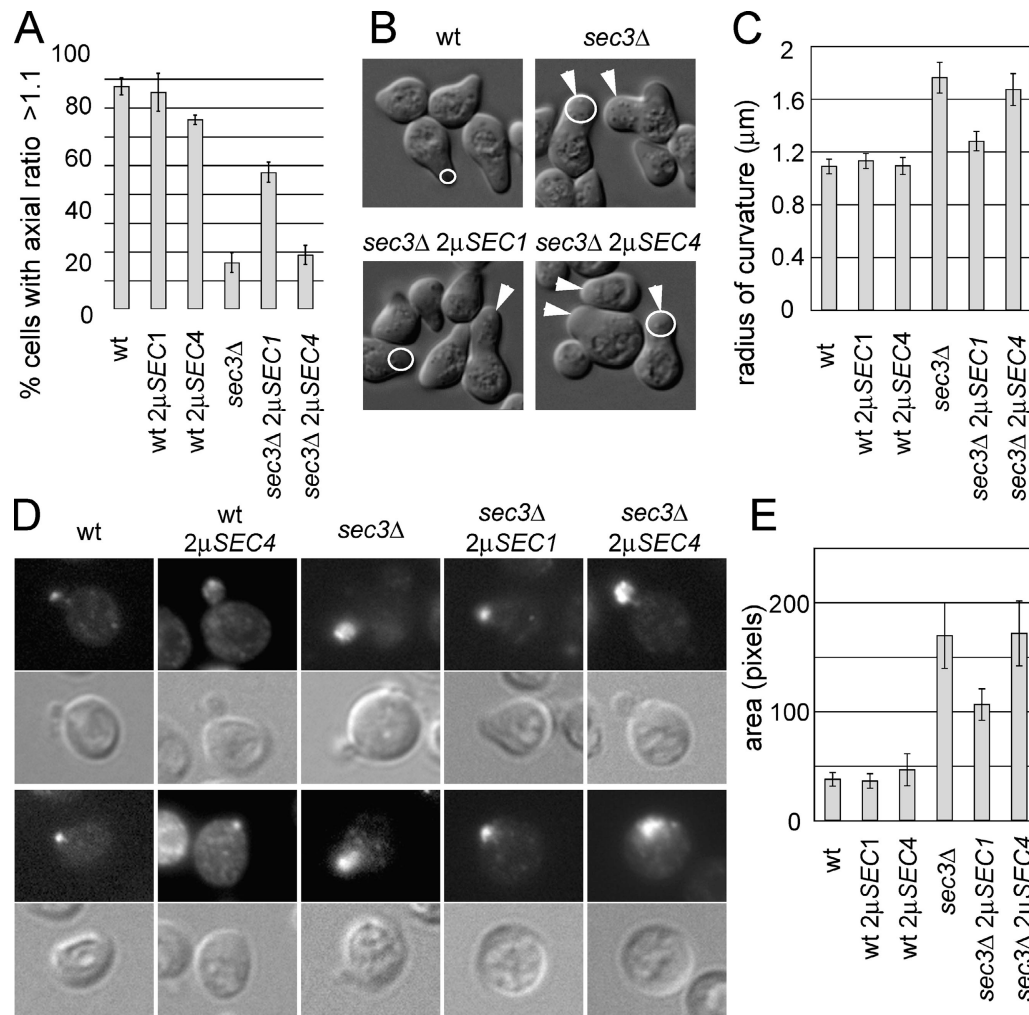 A
% cells with axial ratio >1.1
100
80
60
40
20
0
wt
wt 2μSEC1
wt 2μSEC4
sec3Δ
sec3Δ 2μSEC1
sec3Δ 2μSEC4
B
wt
sec3Δ
sec3Δ 2μSEC1
sec3Δ 2μSEC4
C
radius of curvature (μm)
2
1.6
1.2
0.8
0.4
0
wt
wt 2μSEC1
wt 2μSEC4
sec3Δ
sec3Δ 2μSEC1
sec3Δ 2μSEC4
D
wt
wt
2μSEC4
sec3Δ
sec3Δ
2μSEC1
sec3Δ
2μSEC4
E
area (pixels)
200
100
0
wt
wt 2μSEC1
wt 2μSEC4
sec3Δ
sec3Δ 2μSEC1
sec3Δ 2μSEC4